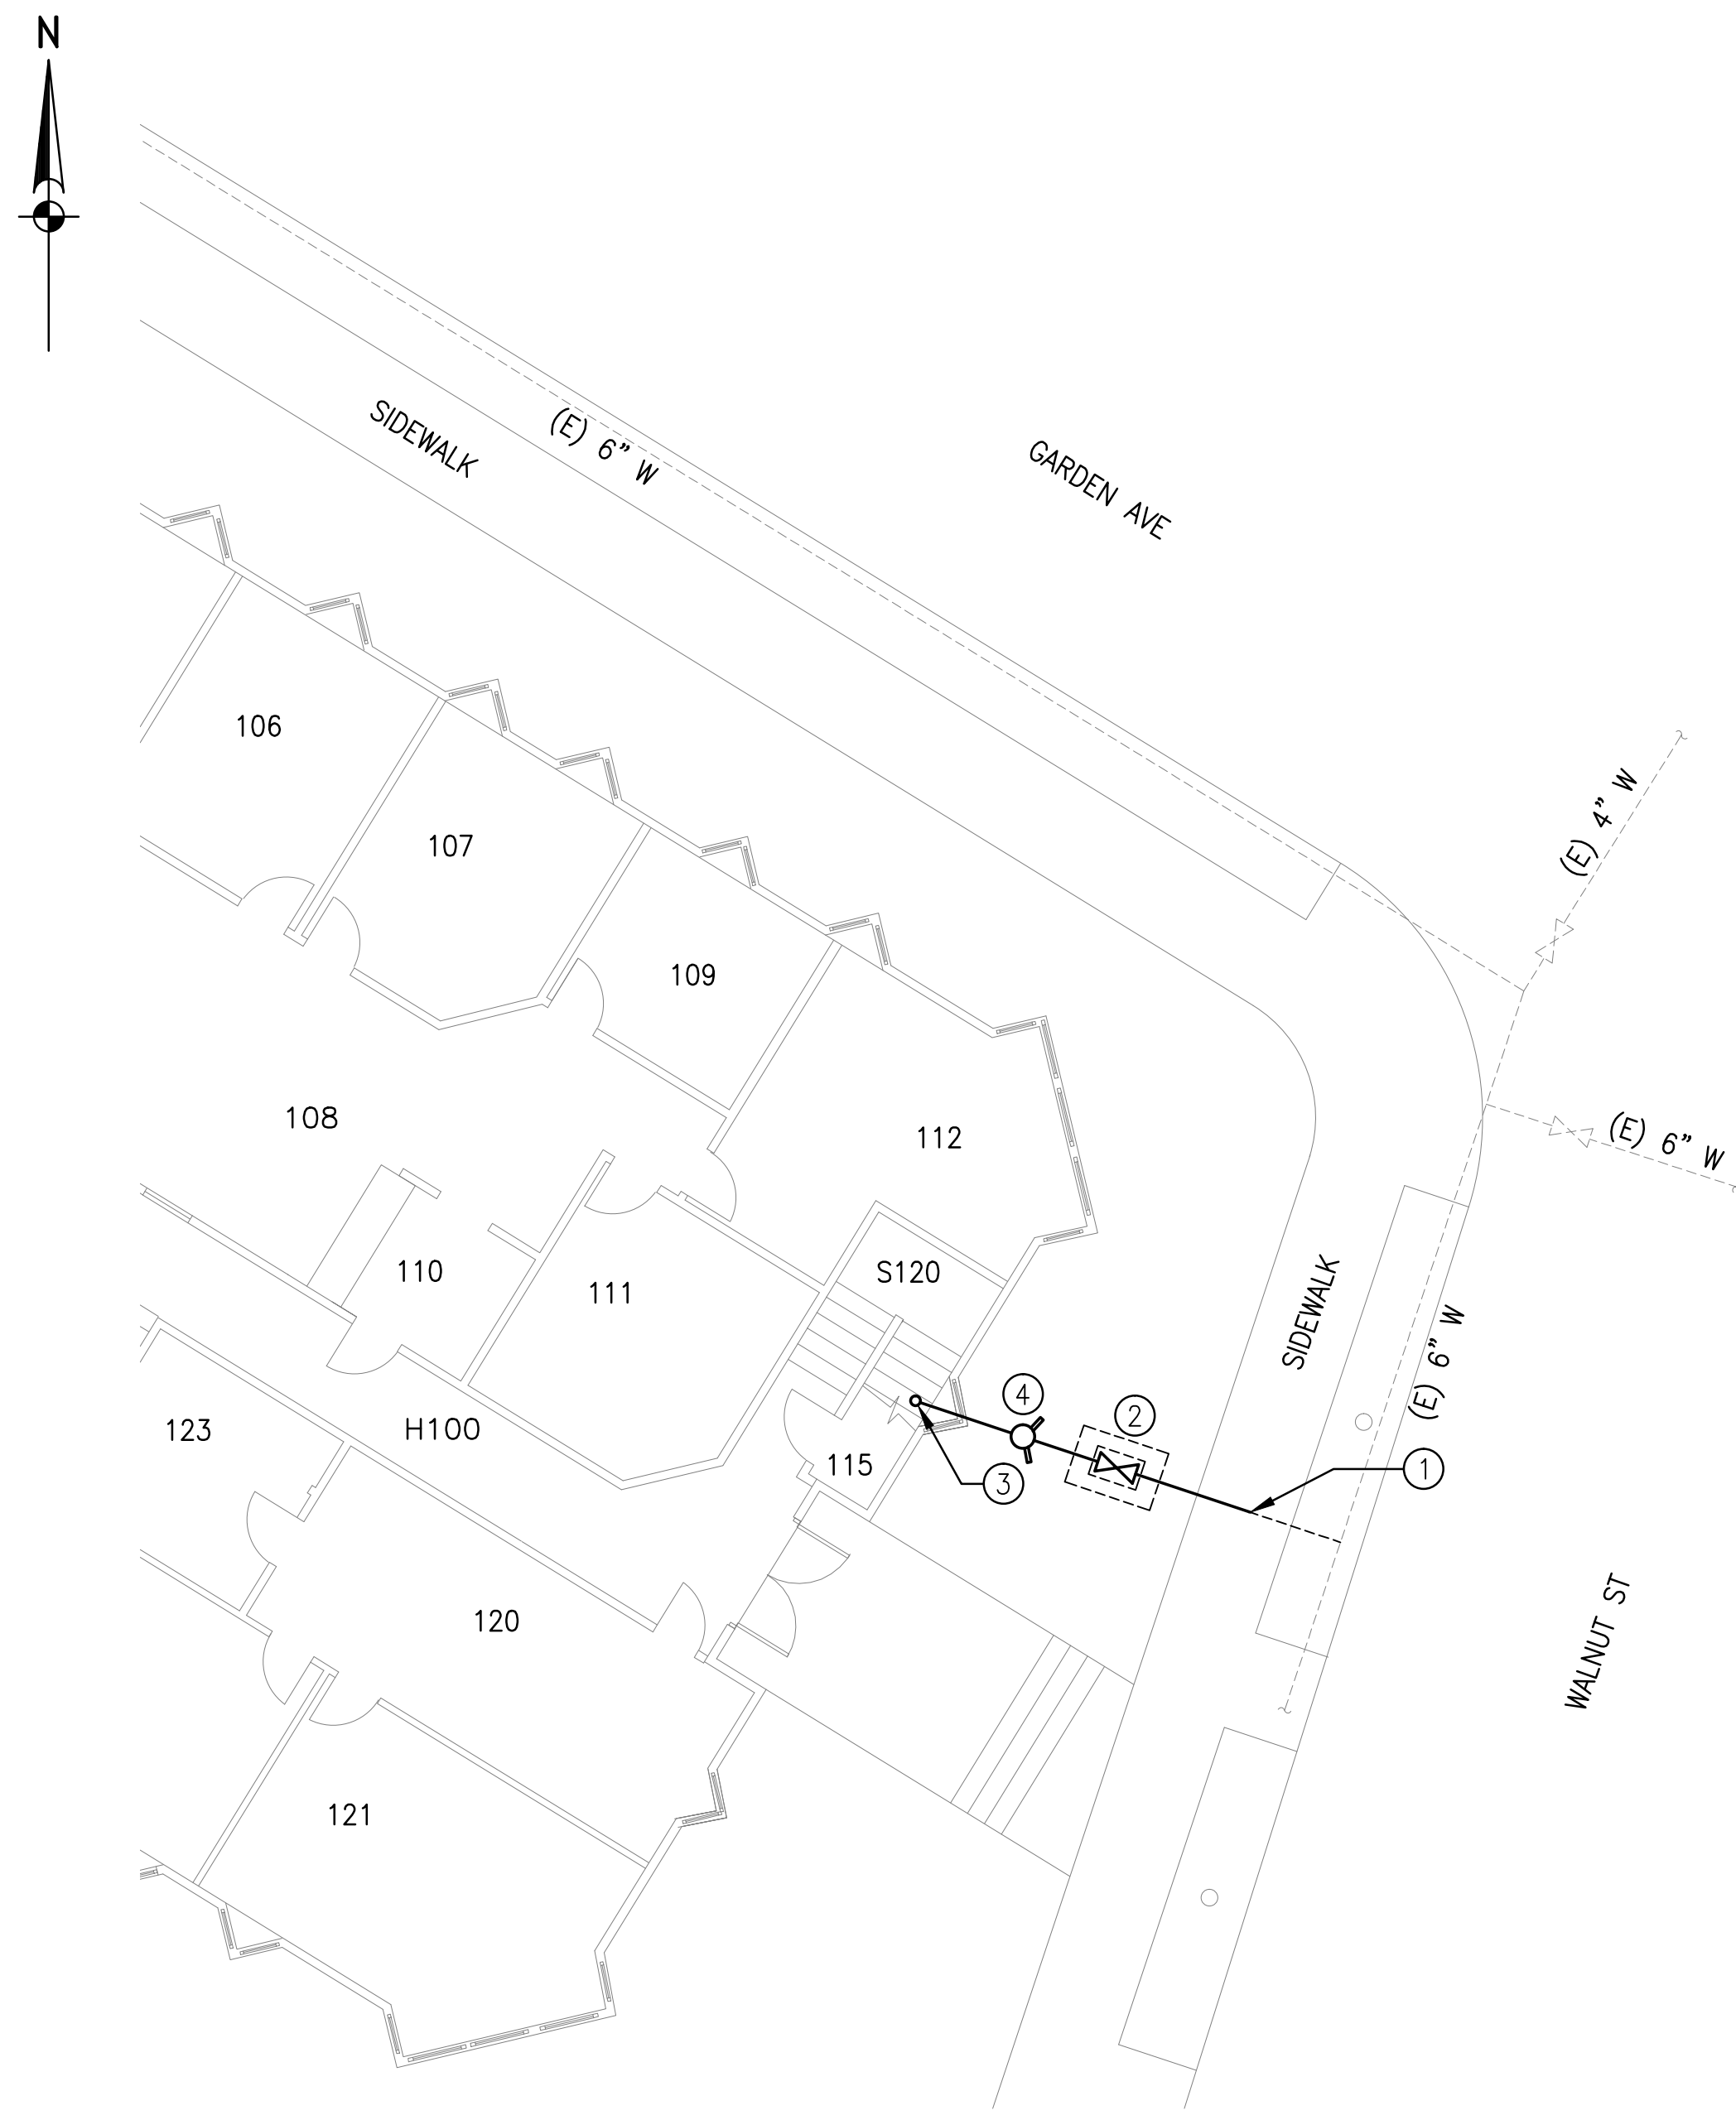 N
SIDEWALK
(E) 6" W
GARDEN AVE
106
107
(E) 4" W
109
108
112
(E) 6" W
110
111
S120
SIDEWALK
(E) 6" W
4
2
123
H100
115
3
1
120
WALNUT ST
121